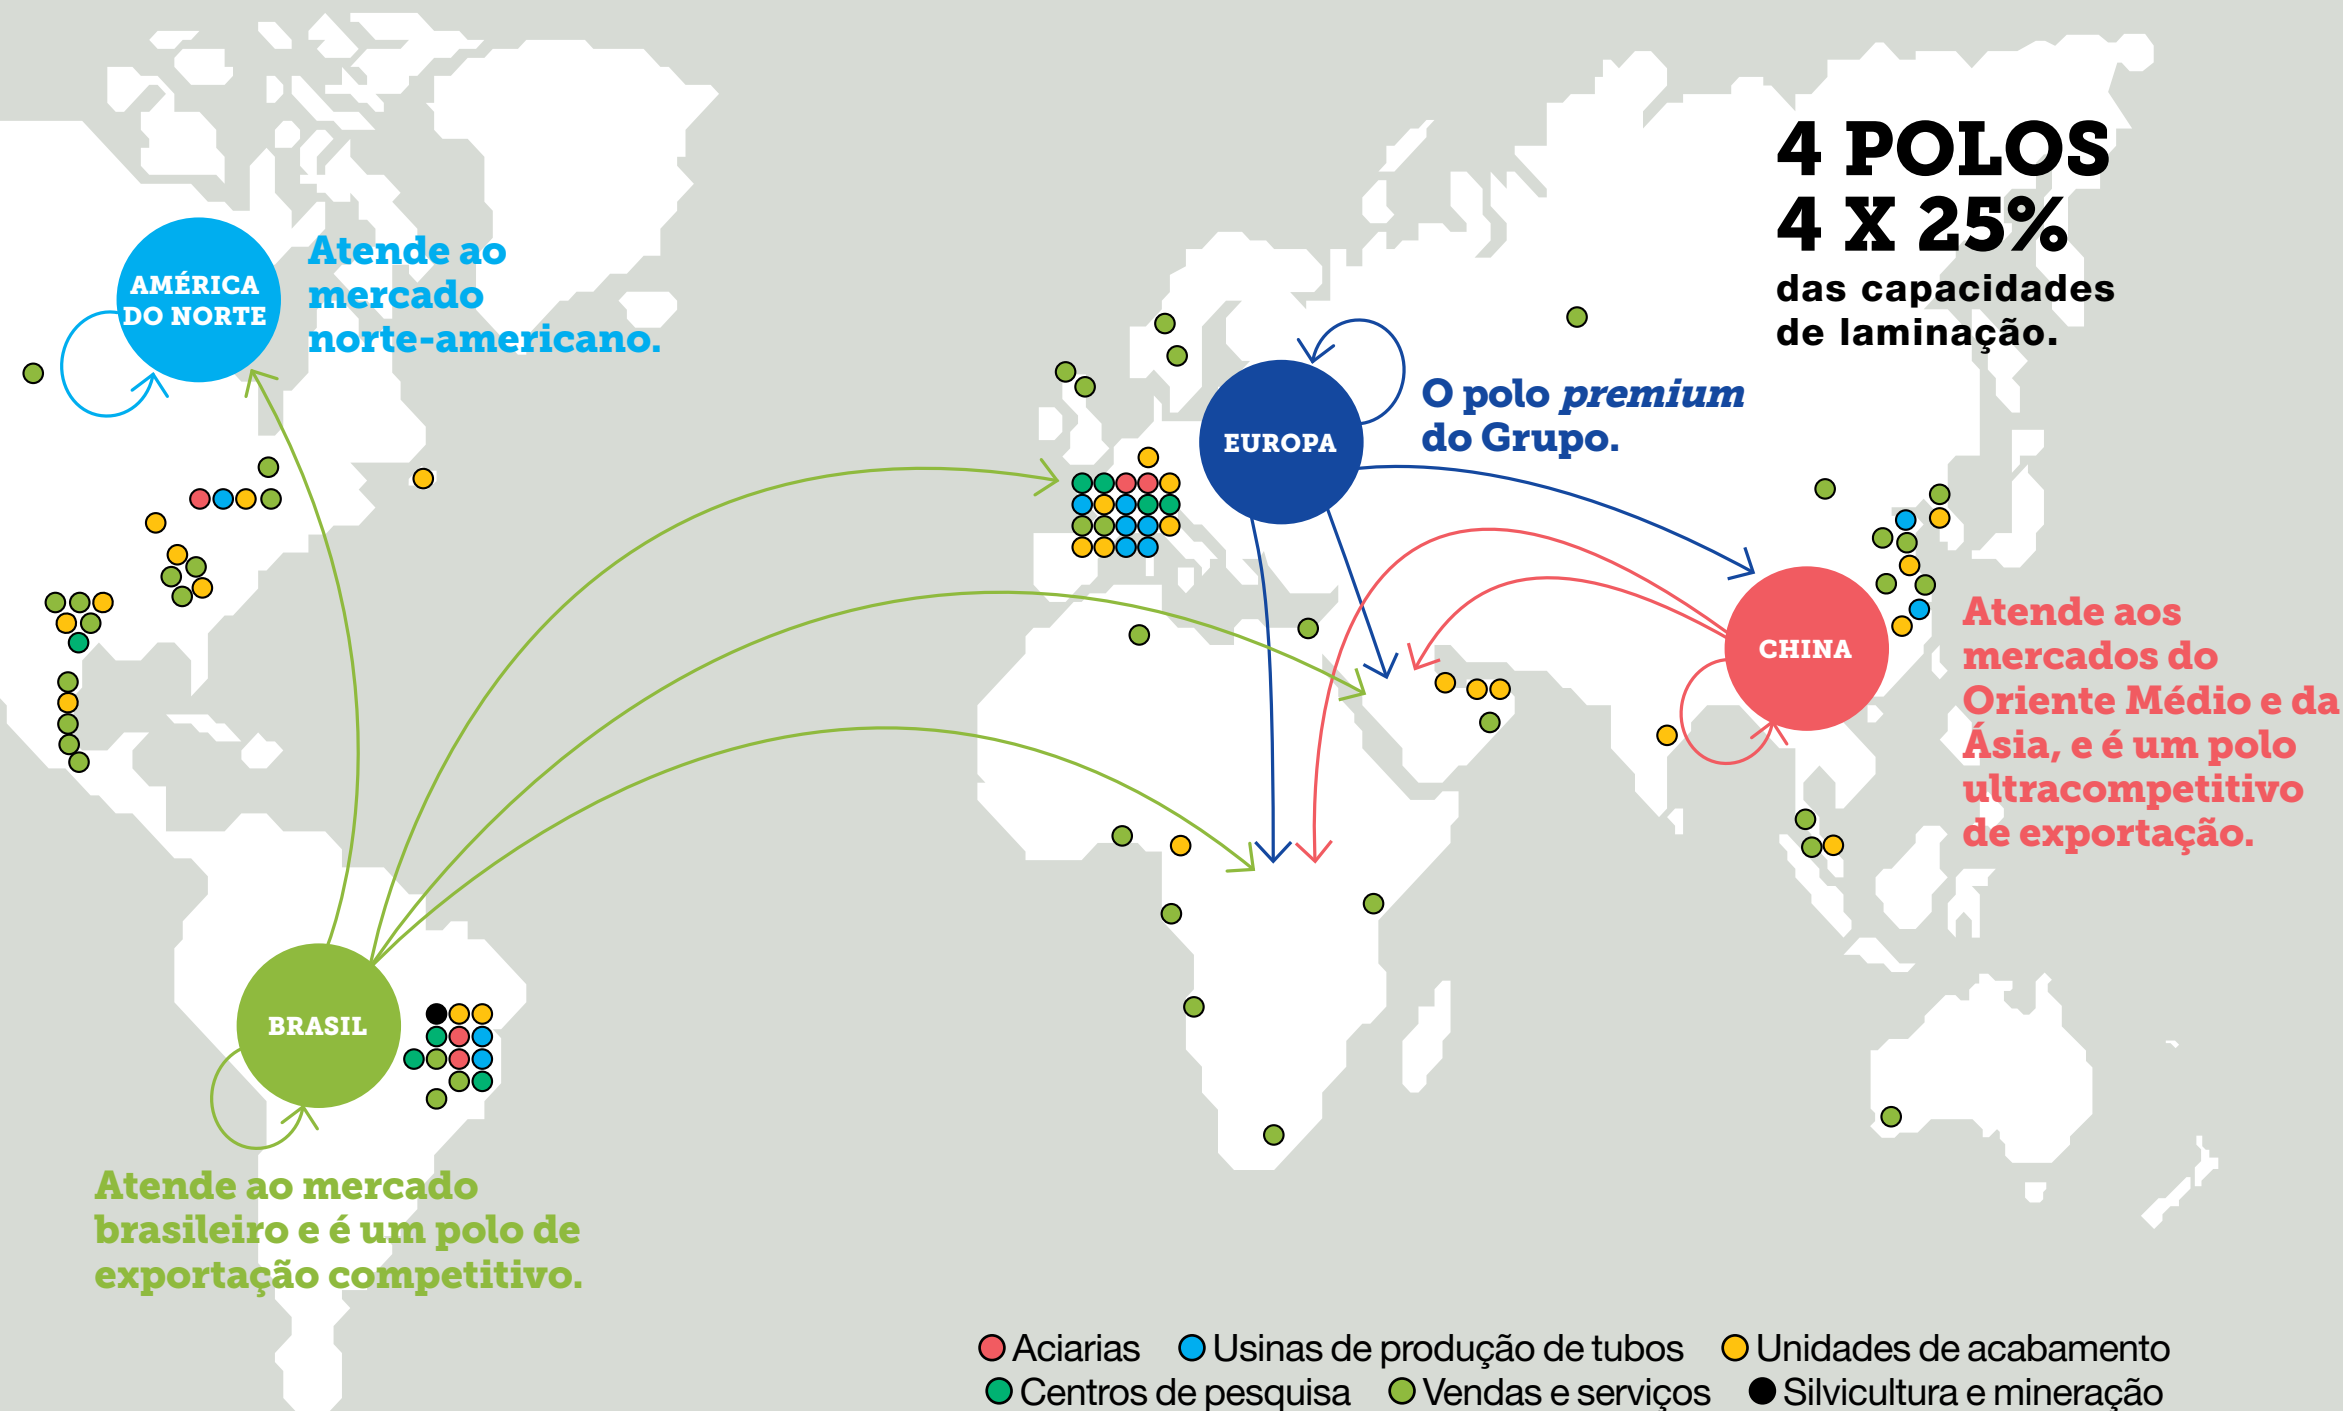 4 POLOS
4 X 25%
das capacidades
de laminação.
AMÉRICA
DO NORTE
Atende ao
mercado
norte-americano.
EUROPA
O polo premium
do Grupo.
CHINA
Atende aos
mercados do
Oriente Médio e da
Ásia, e é um polo
ultracompetitivo
de exportação.
BRASIL
Atende ao mercado
brasileiro e é um polo de
exportação competitivo.
Aciarias Usinas de produção de tubos Unidades de acabamento
Centros de pesquisa Vendas e serviços Silvicultura e mineração